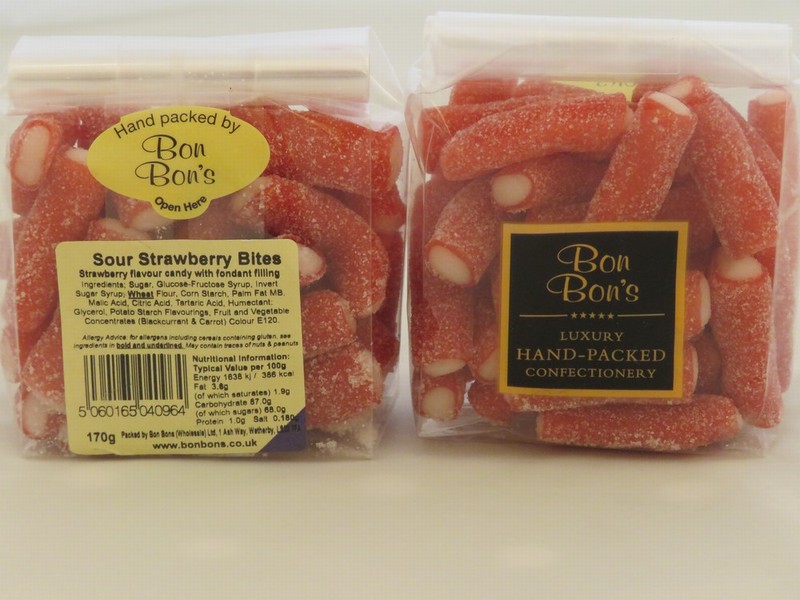 Hand packed by
Bon
Bon's
Open Here
Sour Strawberry Bites
Strawberry flavour candy with fondant filling
Ingredients; Sugar, Glucose-Fructose Syrup, Invert
Sugar Syrup; Wheat Flour, Corn Starch, Palm Fat MB.
Malic Acid, Citric Acid, Tartaric Acid, Humectant:
Glycerol, Potato Starch Flavourings, Fruit and Vegetable
Concentrates (Blackcurrant & Carrot) Colour E120.
Allergy Advice: for allergens including cereals containing gluten, see
ingredients in bold and underlined. May contain traces of nuts & peanuts
Nutritional Information:
Typical Value per 100g
Energy 1638 kj / 386 kcal
Fat 3.8g
(of which saturates) 1.9g
Carbohydrate 87.0g
(of which sugars) 68.0g
Protein 1.0g Salt 0.180g
5 060165 040964
170g Packed by Bon Bons (Wholesale) Ltd, 1 Ash Way, Wetherby,
www.bonbons.co.uk
Bon
Bon's
LUXURY
HAND-PACKED
CONFECTIONERY